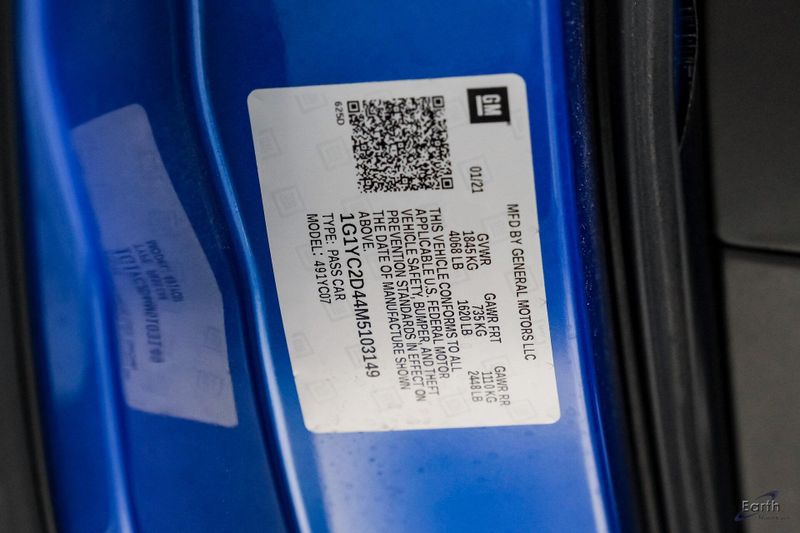 GM
625D
01/21
MFD BY GENERAL MOTORS LLC
GVWR GAWR FRT GAWR RR
1845 KG 735 KG 1110 KG
4068 LB 1620 LB 2448 LB
THIS VEHICLE CONFORMS TO ALL
APPLICABLE U.S. FEDERAL MOTOR
VEHICLE SAFETY, BUMPER, AND THEFT
PREVENTION STANDARDS IN EFFECT ON
THE DATE OF MANUFACTURE SHOWN
ABOVE.
1G1YC2D44M5103149
TYPE: PASS CAR
MODEL: 491YC07
Earth